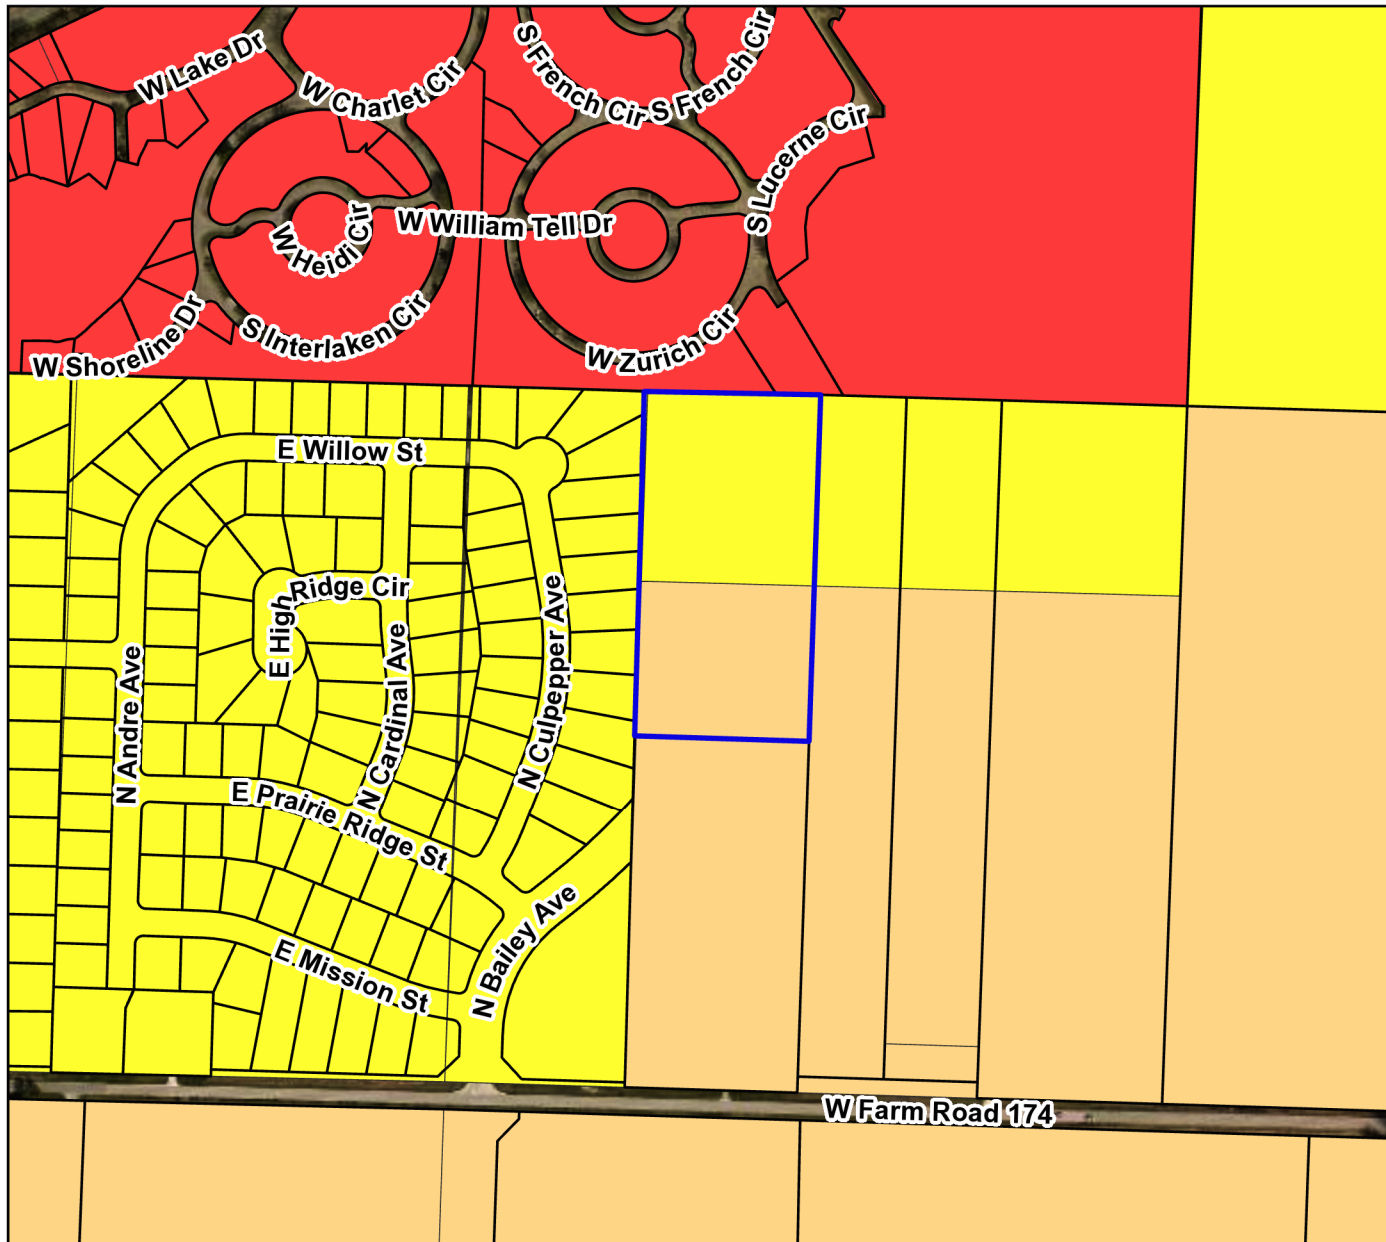 W Lake Dr
W Charlet Cir
S French Cir
S French Cir
S Lucerne Cir
W William Tell Dr
W Heidi Cir
S Interlaken Cir
W Shoreline Dr
W Zurich Cir
E Willow St
E High Ridge Cir
N Andre Ave
N Cardinal Ave
N Culpepper Ave
E Prairie Ridge St
N Bailey Ave
E Mission St
W Farm Road 174